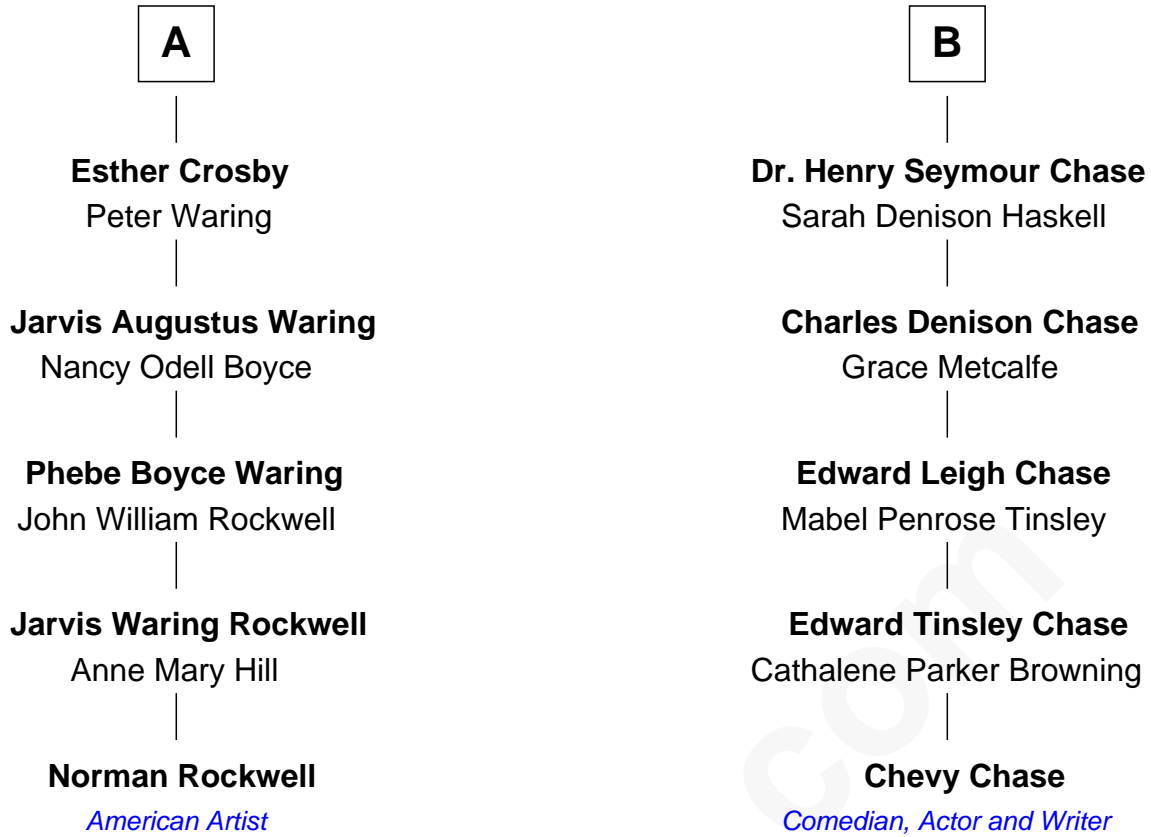 A
Esther Crosby
Peter Waring
Jarvis Augustus Waring
Nancy Odell Boyce
Phebe Boyce Waring
John William Rockwell
Jarvis Waring Rockwell
Anne Mary Hill
Norman Rockwell
American Artist
B
Dr. Henry Seymour Chase
Sarah Denison Haskell
Charles Denison Chase
Grace Metcalfe
Edward Leigh Chase
Mabel Penrose Tinsley
Edward Tinsley Chase
Cathalene Parker Browning
Chevy Chase
Comedian, Actor and Writer
com